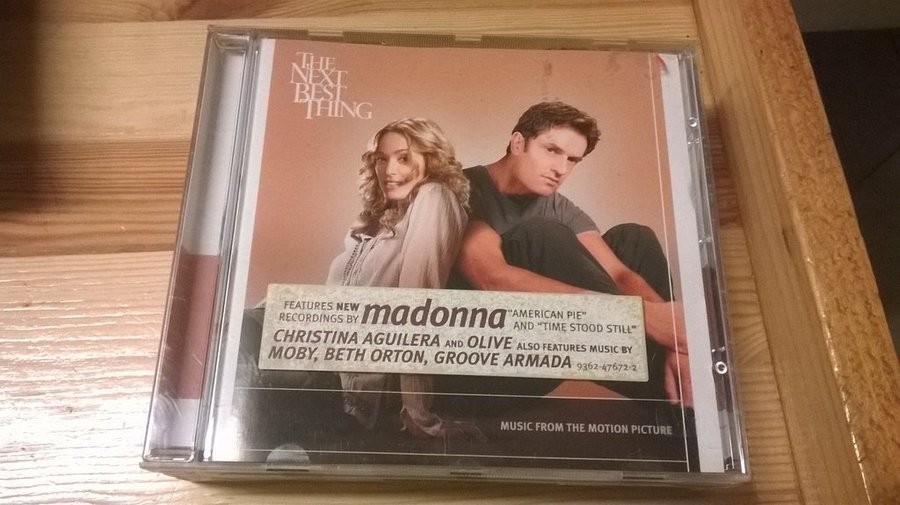 THE
NEXT
BEST
THING
FEATURES NEW
RECORDINGS BY madonna "AMERICAN PIE"
AND "TIME STOOD STILL"
CHRISTINA AGUILERA AND OLIVE ALSO FEATURES MUSIC BY
MOBY, BETH ORTON, GROOVE ARMADA 9362-47672-2
MUSIC FROM THE MOTION PICTURE